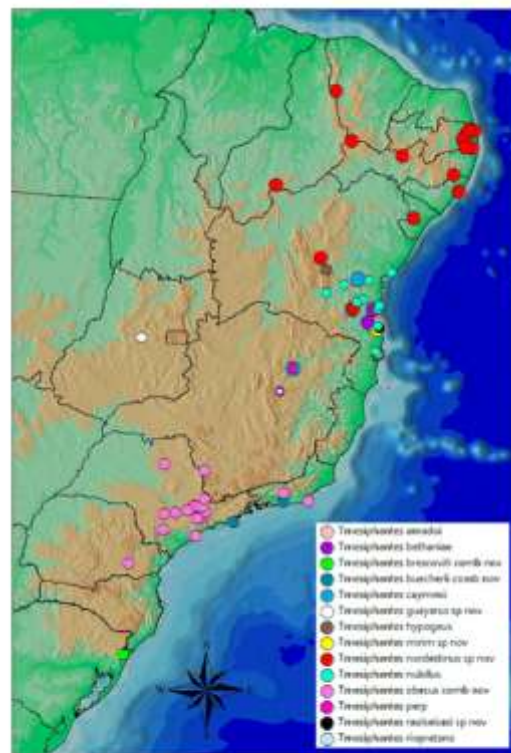 Tmesiphantes amadoi
Tmesiphantes bethaniae
Tmesiphantes brescoviti comb nov
Tmesiphantes buecherli comb nov
Tmesiphantes caymmii
Tmesiphantes guayarus sp nov
Tmesiphantes hypogeus
Tmesiphantes mirim sp nov
Tmesiphantes nordestinus sp nov
Tmesiphantes nubilus
Tmesiphantes obesus comb nov
Tmesiphantes perp
Tmesiphantes raulseixasi sp nov
Tmesiphantes riopretano
N
W
E
S